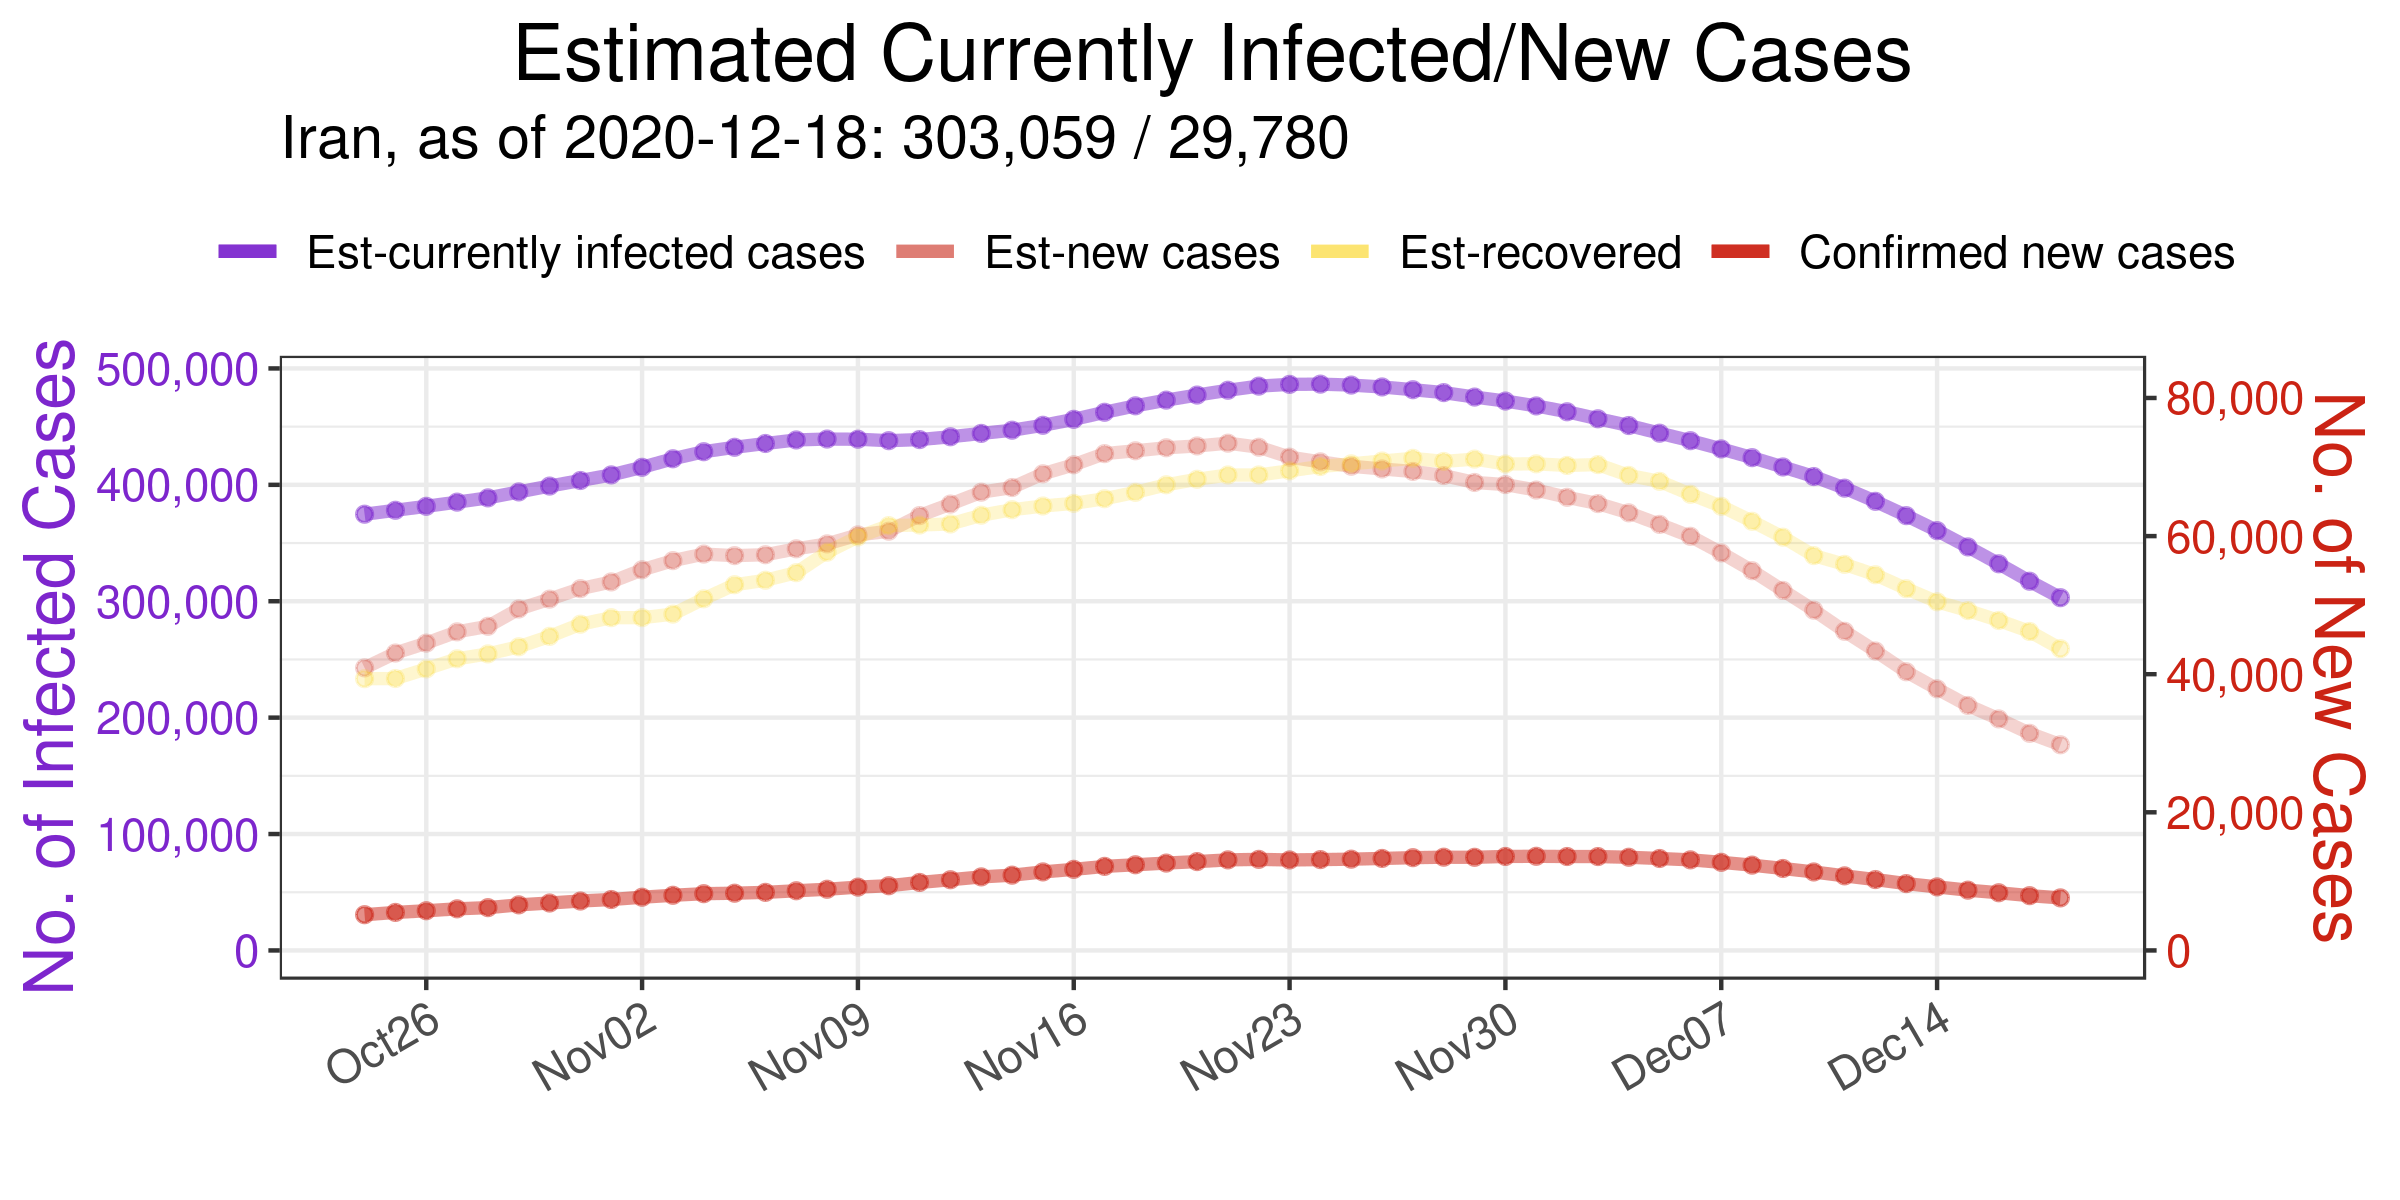 Estimated Currently Infected/New Cases
Iran, as of 2020-12-18: 303,059 / 29,780
Est-currently infected cases Est-new cases Est-recovered Confirmed new cases
No. of Infected Cases
500,000
400,000
300,000
200,000
100,000
0
80,000
60,000
40,000
20,000
0
No. of New Cases
Oct26 Nov02 Nov09 Nov16 Nov23 Nov30 Dec07 Dec14